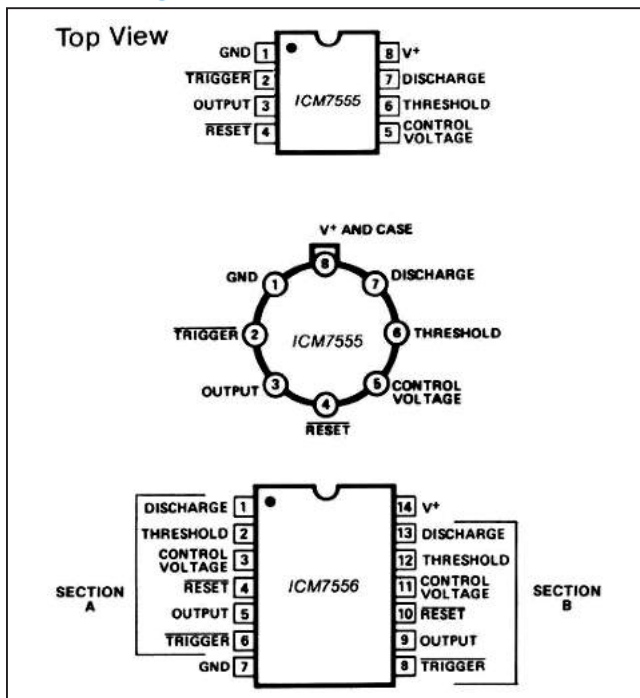 Top View
GND 1
TRIGGER 2
OUTPUT 3
RESET 4
ICM7555
8 V+
7 DISCHARGE
6 THRESHOLD
5 CONTROL
VOLTAGE
V+ AND CASE
8
GND 1
7 DISCHARGE
TRIGGER 2
ICM7555
6 THRESHOLD
OUTPUT 3
5 CONTROL
VOLTAGE
4
RESET
SECTION
A
DISCHARGE 1
THRESHOLD 2
CONTROL
VOLTAGE 3
RESET 4
OUTPUT 5
TRIGGER 6
GND 7
ICM7556
14 V+
13 DISCHARGE
12 THRESHOLD
11 CONTROL
VOLTAGE
10 RESET
9 OUTPUT
8 TRIGGER
SECTION
B